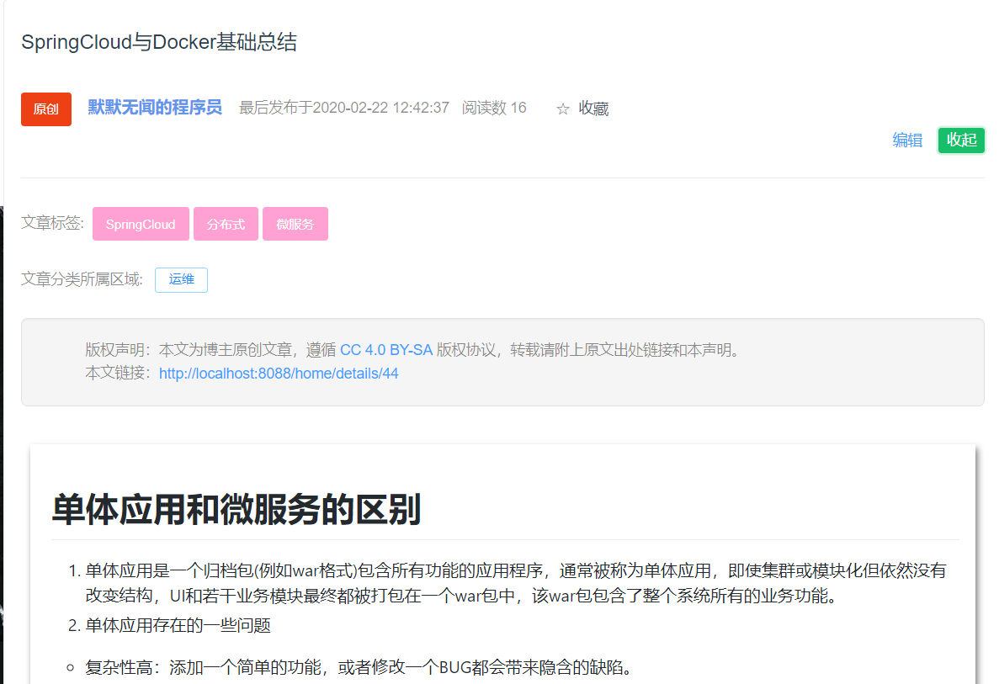 SpringCloud与Docker基础总结
原创 默默无闻的程序员 最后发布于2020-02-22 12:42:37 阅读数 16 ☆ 收藏
编辑 收起
文章标签: SpringCloud 分布式 微服务
文章分类所属区域: 运维
版权声明：本文为博主原创文章，遵循 CC 4.0 BY-SA 版权协议，转载请附上原文出处链接和本声明。
本文链接：http://localhost:8088/home/details/44
单体应用和微服务的区别
1. 单体应用是一个归档包(例如war格式)包含所有功能的应用程序，通常被称为单体应用，即使集群或模块化但依然没有
改变结构，UI和若干业务模块最终都被打包在一个war包中，该war包包含了整个系统所有的业务功能。
2. 单体应用存在的一些问题
○ 复杂性高：添加一个简单的功能，或者修改一个BUG都会带来隐含的缺陷。